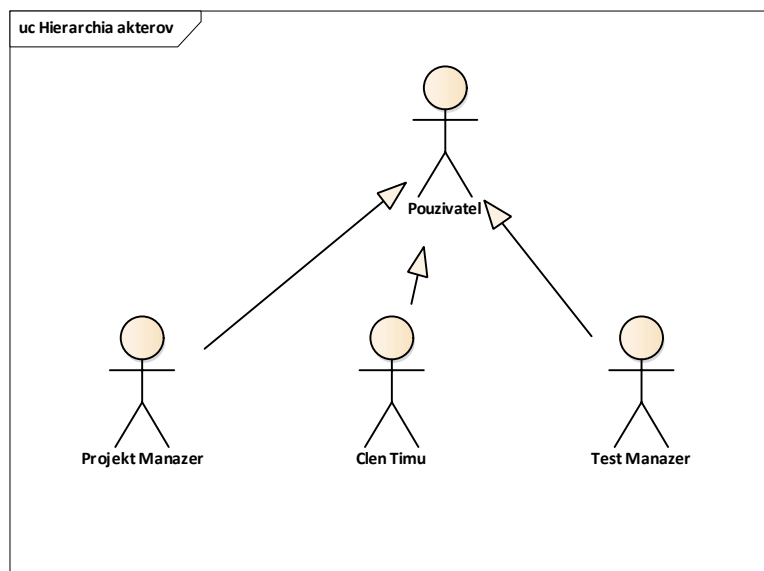 uc Hierarchia akterov
Pouzivatel
Projekt Manazer
Clen Timu
Test Manazer